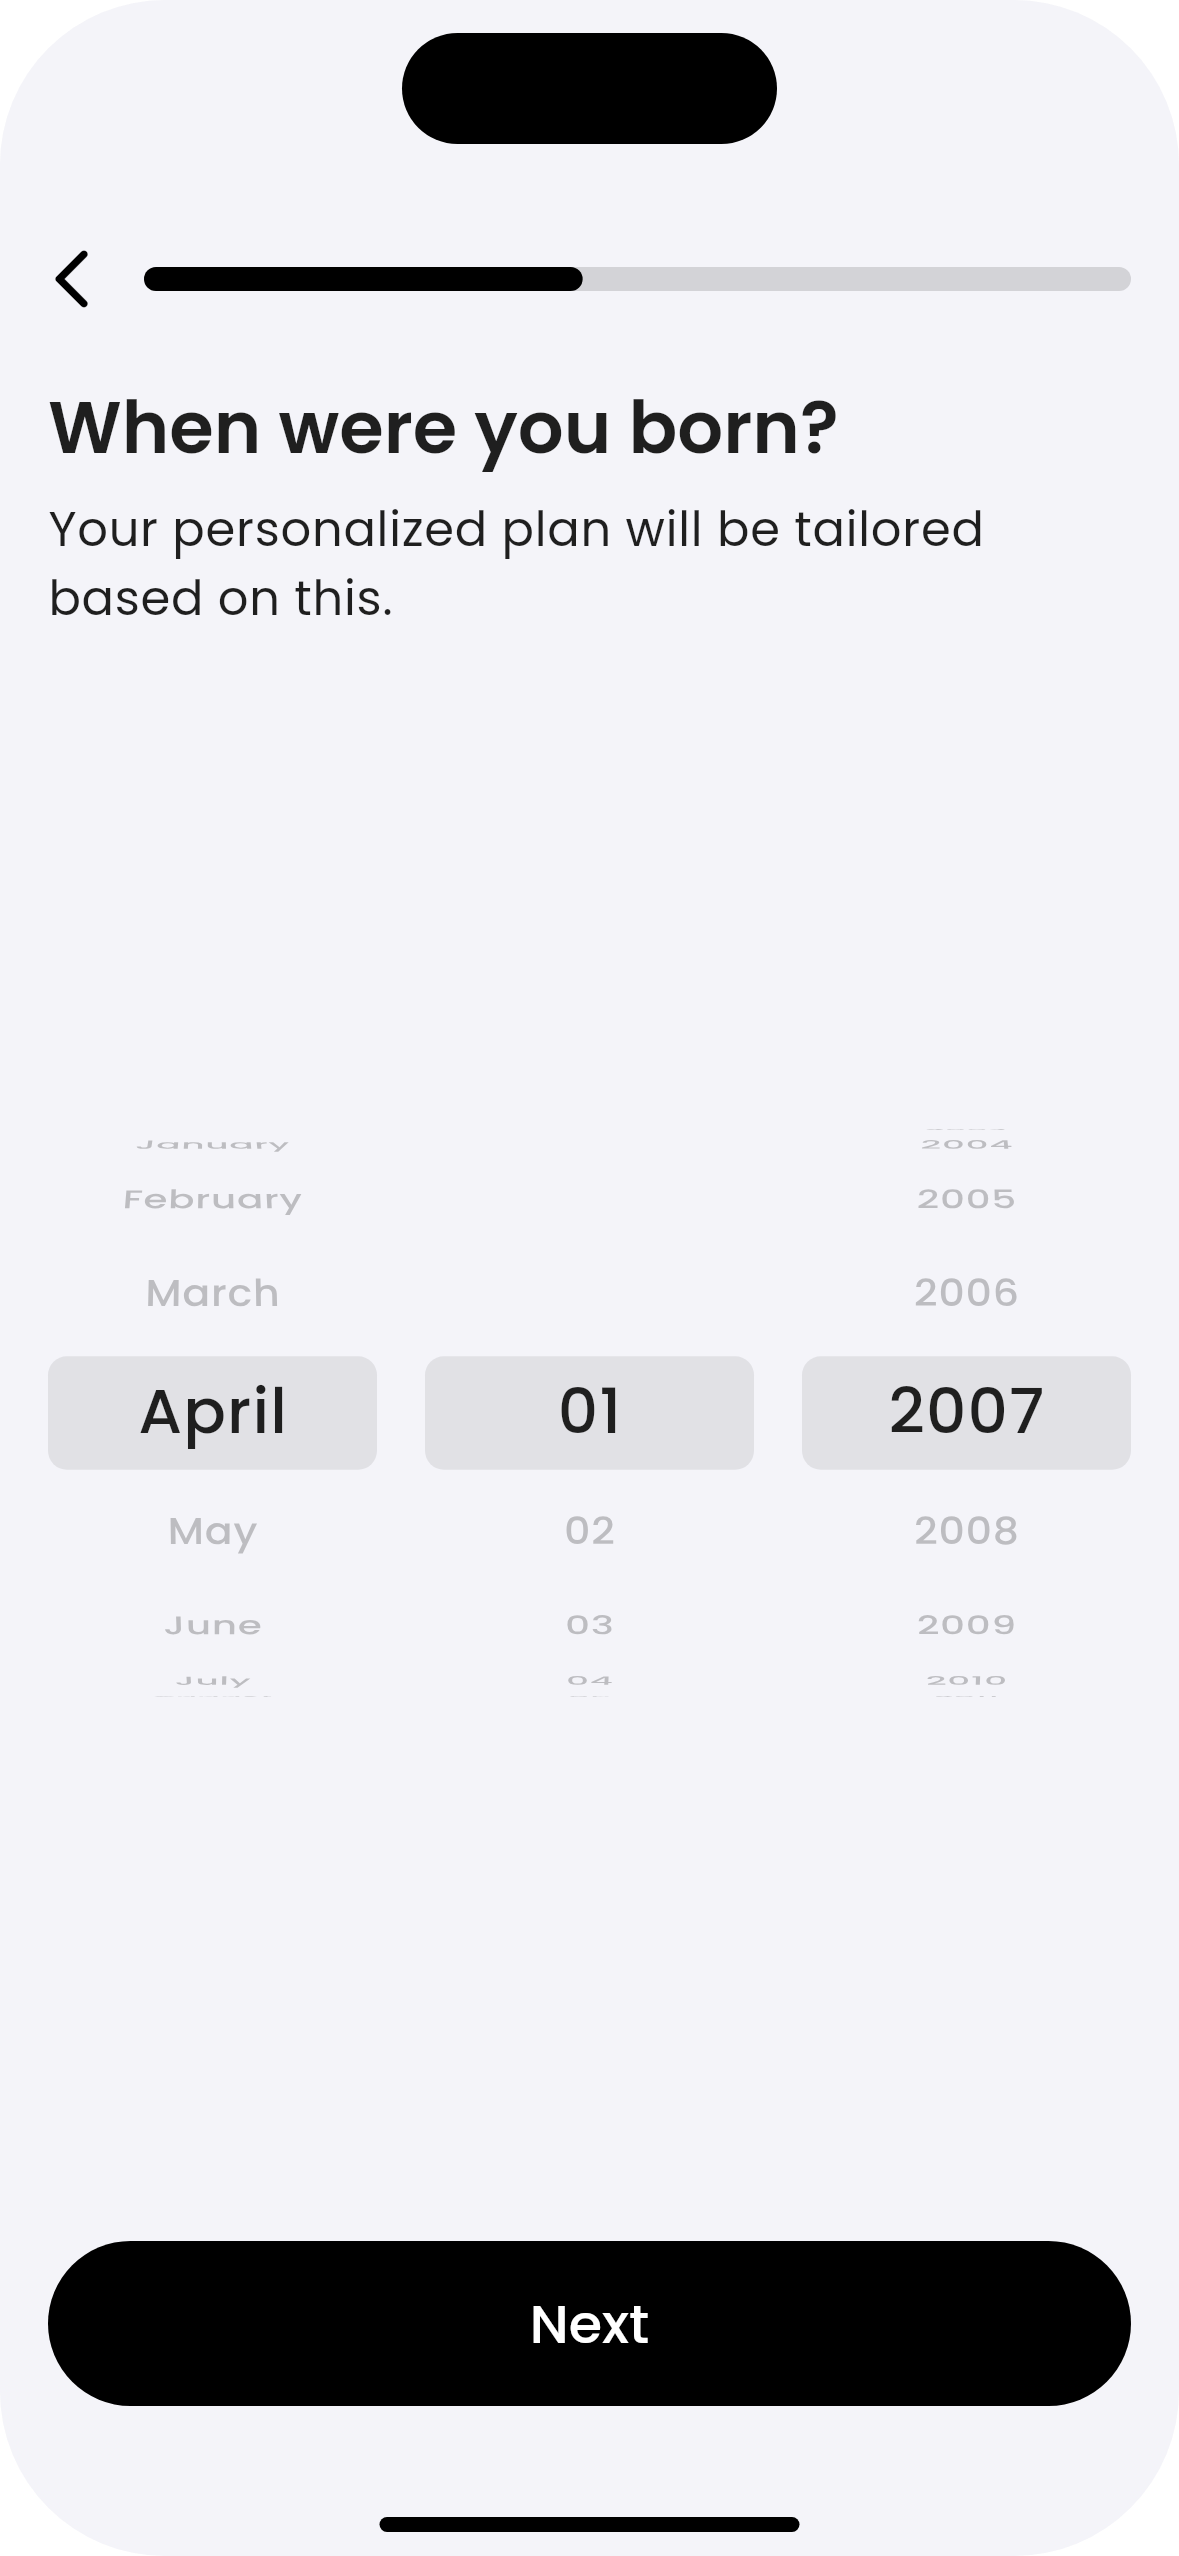 When were you born?
Your personalized plan will be tailored
based on this.
January 2004
February 2005
March 2006
April 01 2007
May 02 2008
June 03 2009
July 04 2010
Next